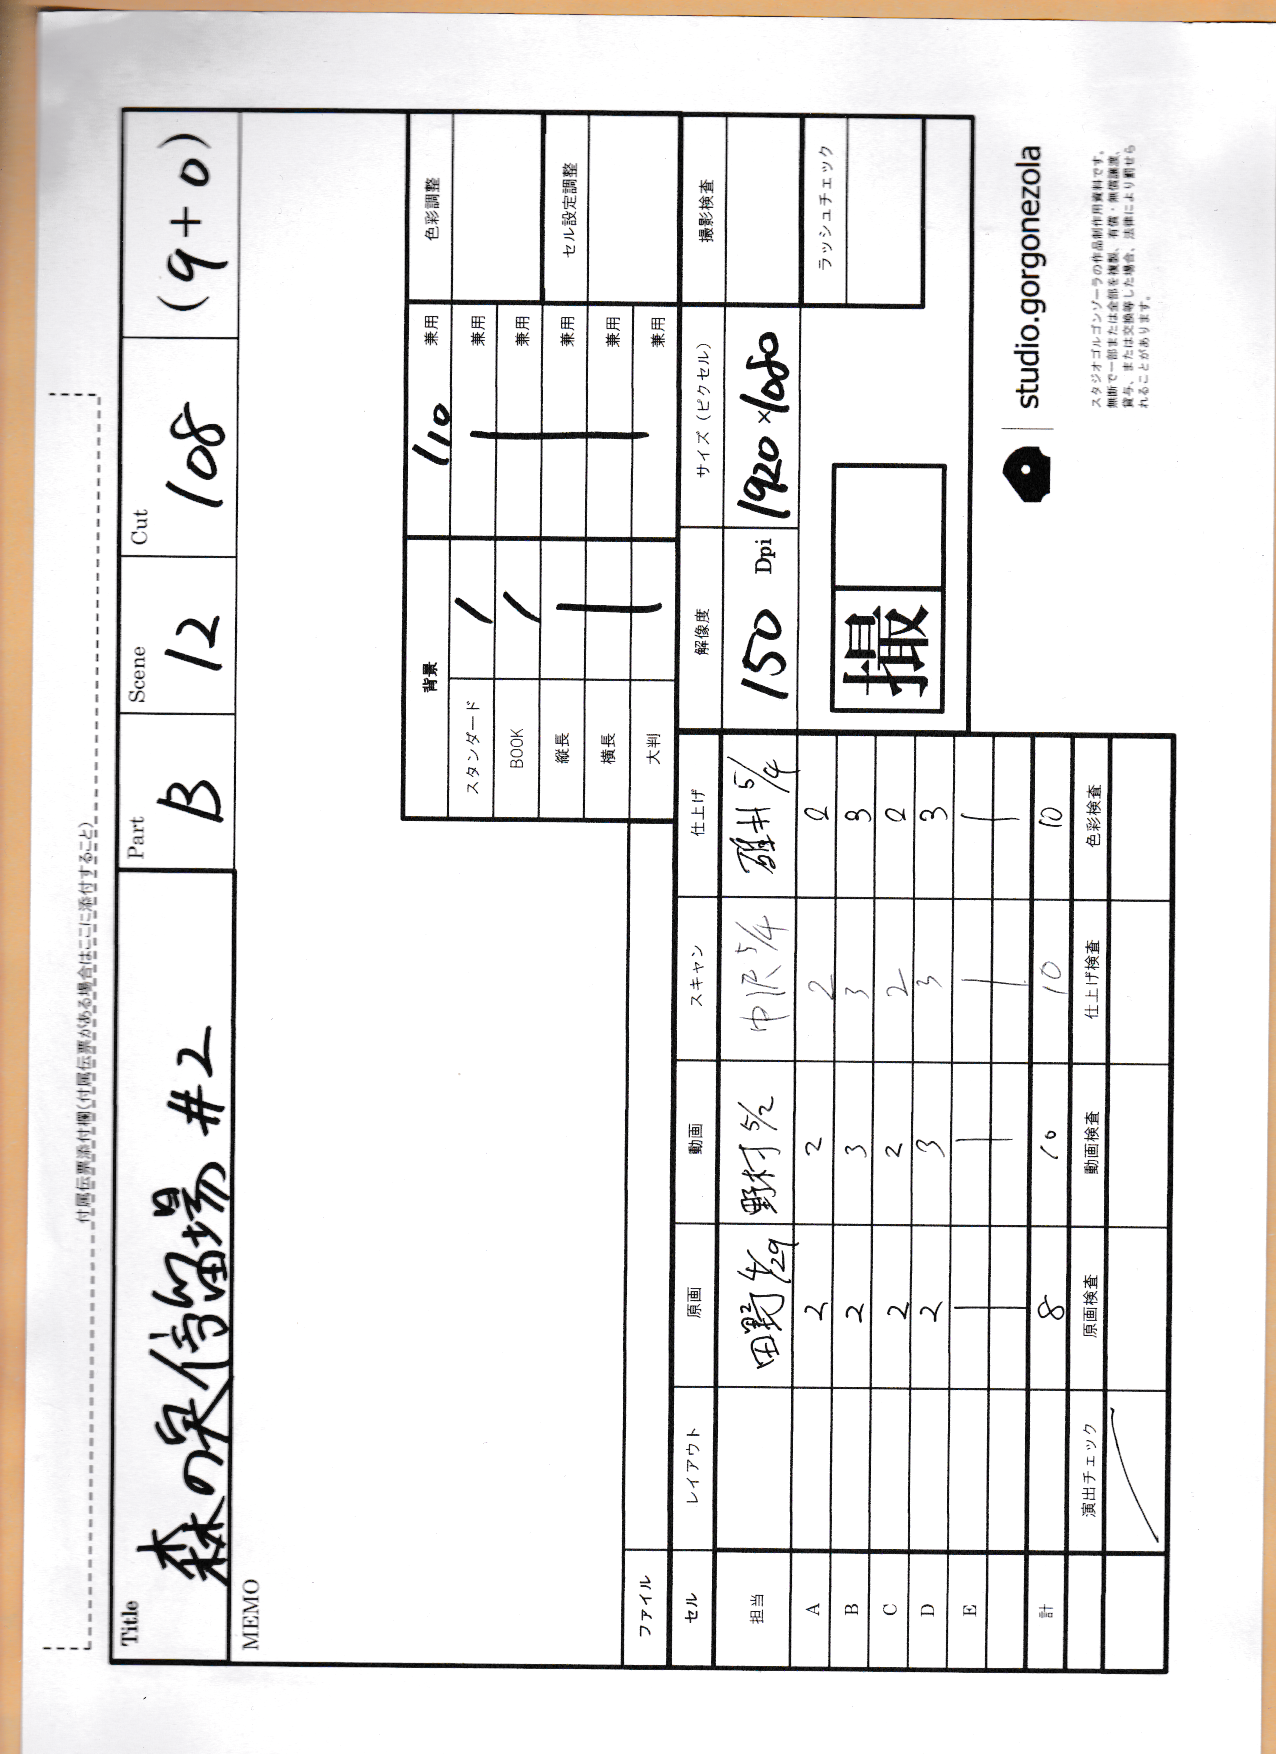 付属伝票添付欄(付属伝票がある場合はここに添付すること)
Title 森の泉停留場 #2
Part B
Scene 12
Cut 108
(9+0)
MEMO
背景 110 兼用 色彩調整
スタンダード 1 兼用
BOOK 1 兼用
縦長 兼用 セル設定調整
横長 兼用
大判 兼用
ファイル
セル レイアウト 原画 動画 スキャン 仕上げ 解像度 サイズ (ピクセル) 撮影検査
担当 田野 4/29 野村 5/2 中沢 5/4 5/4 150 Dpi 1920×1080
A 2 2 2 2 ラッシュチェック
B 2 3 3 3
C 2 2 2 2
D 2 3 3 3
E
計 8 10 10 10
撮
演出チェック 原画検査 動画検査 仕上げ検査 色彩検査
studio.gorgonezola
スタジオゴルゴンゾーラの作品制作用資料です。
無断で一部または全部を複製、有償・無償譲渡、
貸与、または交換等した場合、法律により罰せら
れることがあります。